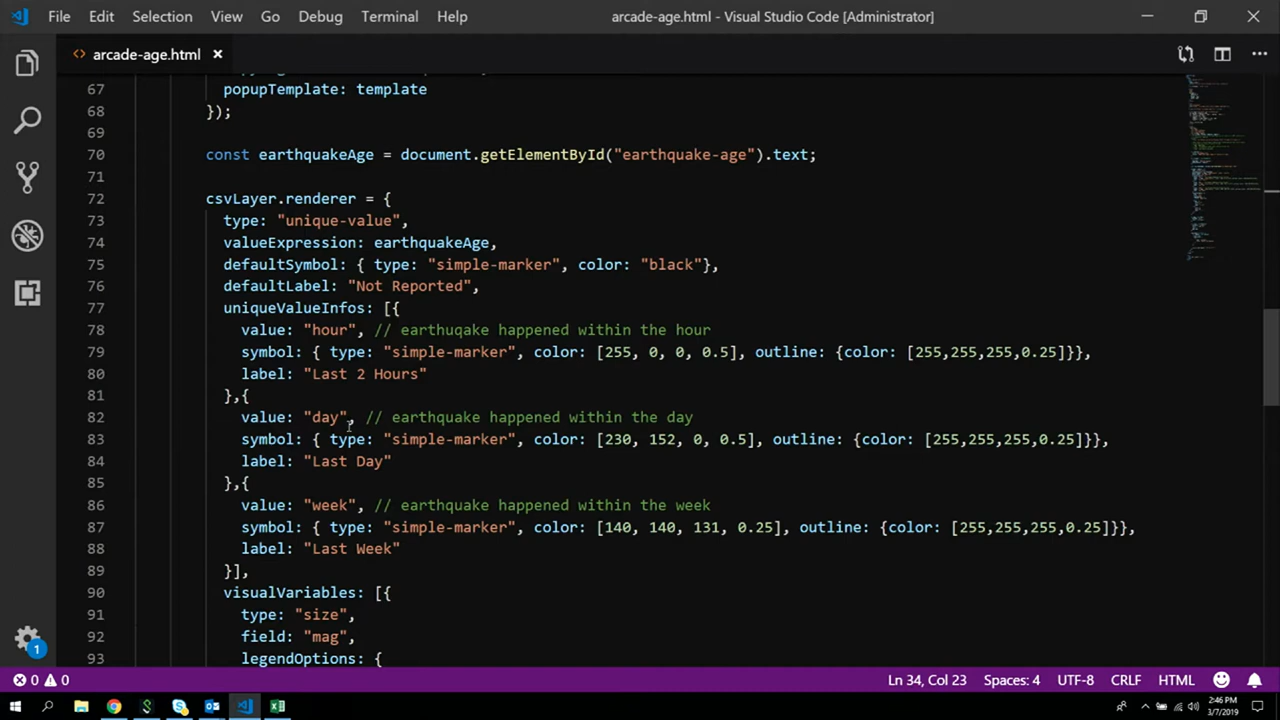 File Edit Selection View Go Debug Terminal Help arcade-age.html - Visual Studio Code [Administrator]
arcade-age.html
67 popupTemplate: template
68 });
69
70 const earthquakeAge = document.getElementById("earthquake-age").text;
71
72 csvLayer.renderer = {
73 type: "unique-value",
74 valueExpression: earthquakeAge,
75 defaultSymbol: { type: "simple-marker", color: "black"},
76 defaultLabel: "Not Reported",
77 uniqueValueInfos: [{
78 value: "hour", // earthuqake happened within the hour
79 symbol: { type: "simple-marker", color: [255, 0, 0, 0.5], outline: {color: [255,255,255,0.25]}},
80 label: "Last 2 Hours"
81 },{
82 value: "day", // earthquake happened within the day
83 symbol: { type: "simple-marker", color: [230, 152, 0, 0.5], outline: {color: [255,255,255,0.25]}},
84 label: "Last Day"
85 },{
86 value: "week", // earthquake happened within the week
87 symbol: { type: "simple-marker", color: [140, 140, 131, 0.25], outline: {color: [255,255,255,0.25]}},
88 label: "Last Week"
89 }],
90 visualVariables: [{
91 type: "size",
92 field: "mag",
93 legendOptions: {
1
0 0 Ln 34, Col 23 Spaces: 4 UTF-8 CRLF HTML
2:46 PM
3/7/2019